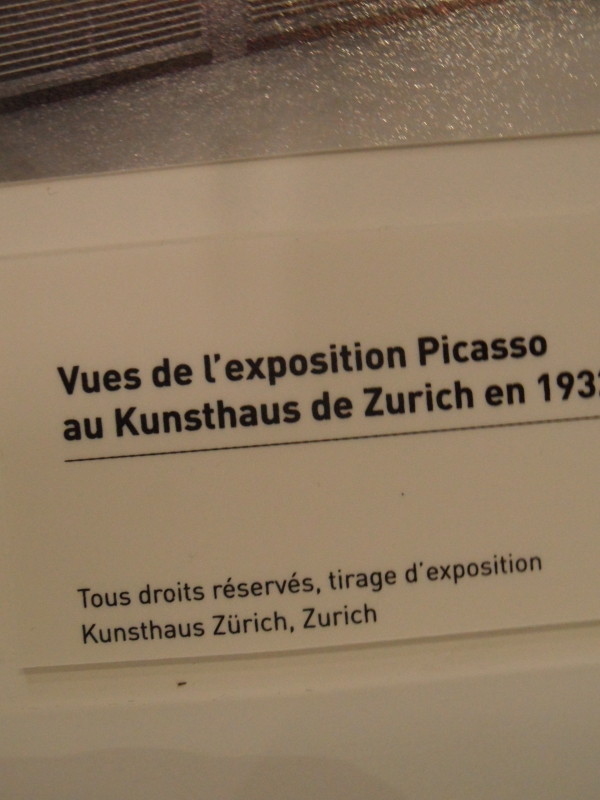 Vues de l'exposition Picasso
au Kunsthaus de Zurich en
Tous droits réservés, tirage d'exposition
Kunsthaus Zürich, Zurich